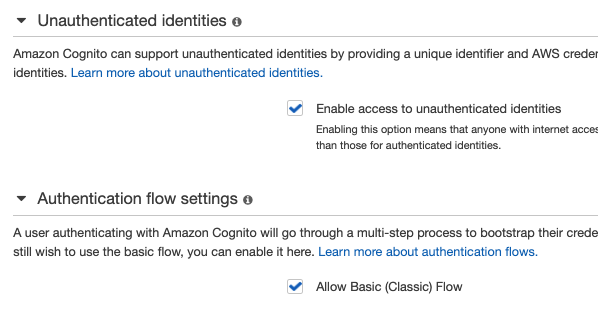 Unauthenticated identities
Amazon Cognito can support unauthenticated identities by providing a unique identifier and AWS creder
identities. Learn more about unauthenticated identities.
Enable access to unauthenticated identities
Enabling this option means that anyone with internet acces
than those for authenticated identities.
Authentication flow settings
A user authenticating with Amazon Cognito will go through a multi-step process to bootstrap their crede
still wish to use the basic flow, you can enable it here. Learn more about authentication flows.
Allow Basic (Classic) Flow